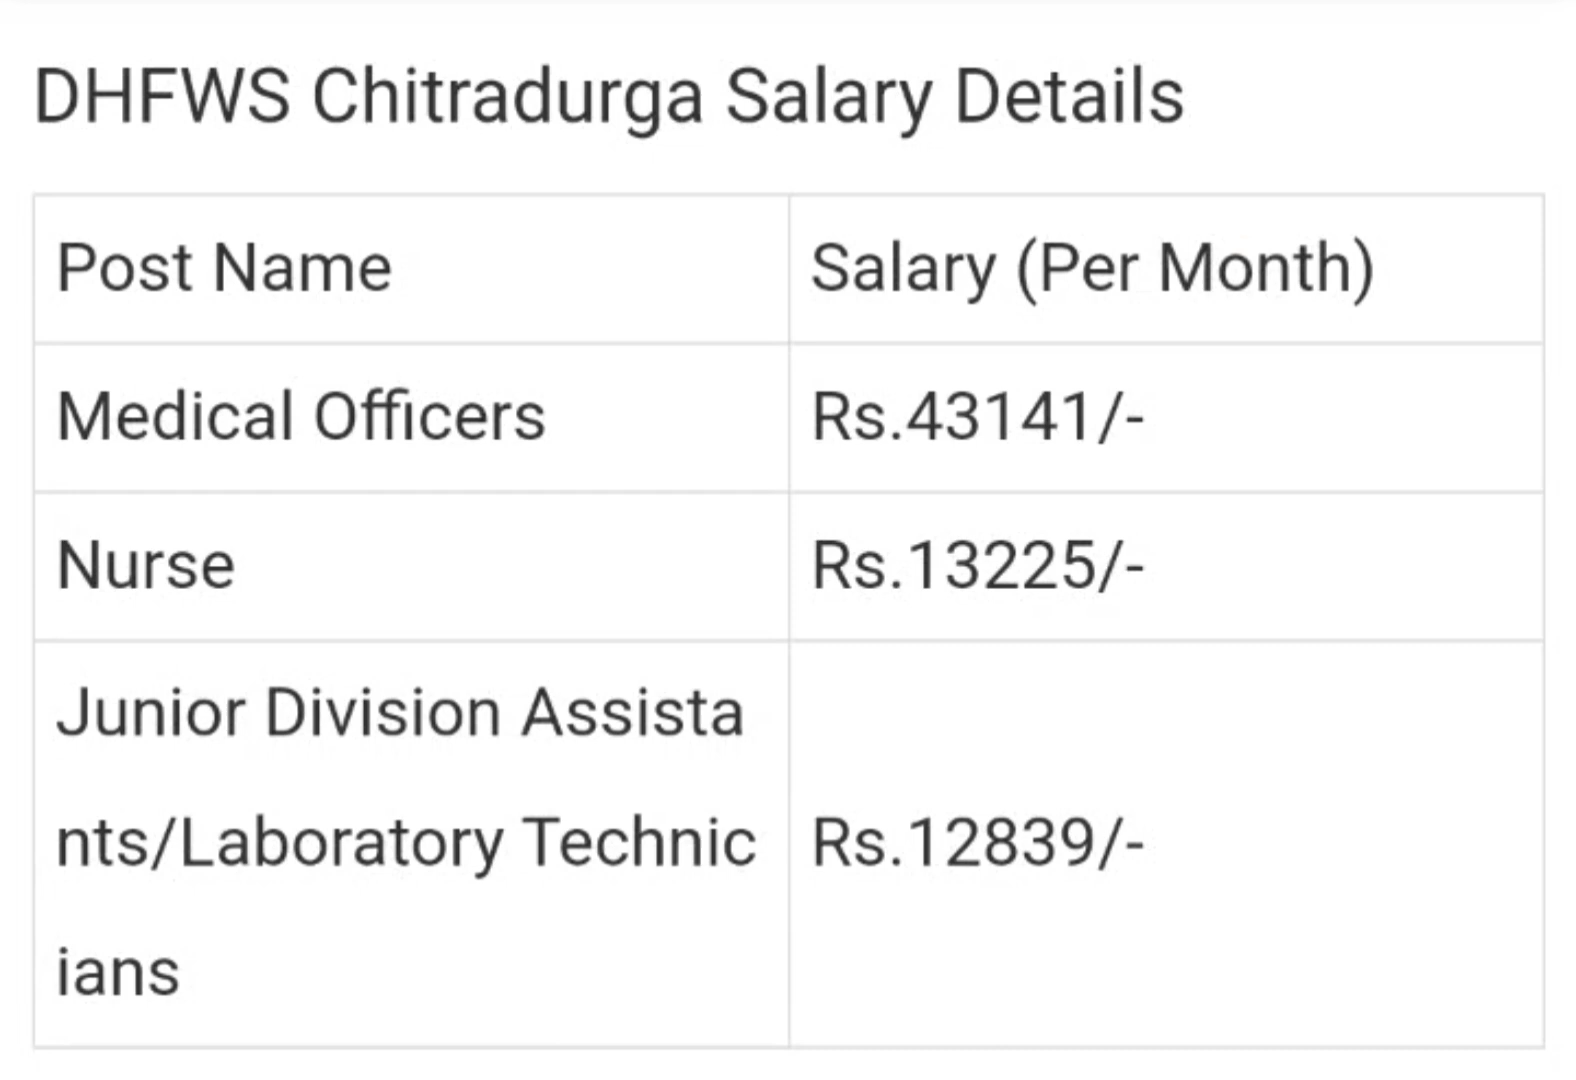 DHFWS Chitradurga Salary Details
Post Name
Salary (Per Month)
Medical Officers
Rs.43141/-
Nurse
Rs.13225/-
Junior Division Assista
nts/Laboratory Technic
ians
Rs.12839/-